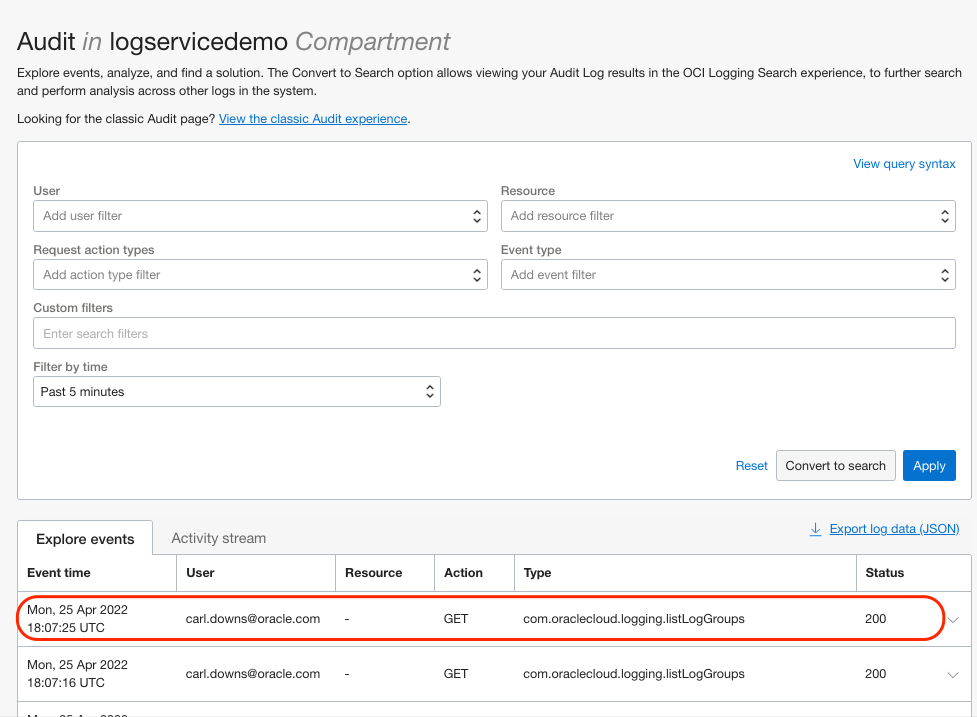 Audit in logservicedemo Compartment
Explore events, analyze, and find a solution. The Convert to Search option allows viewing your Audit Log results in the OCI Logging Search experience, to further search
and perform analysis across other logs in the system.
Looking for the classic Audit page? View the classic Audit experience.
View query syntax
User
Resource
Add user filter
Add resource filter
Request action types
Event type
Add action type filter
Add event filter
Custom filters
Enter search filters
Filter by time
Past 5 minutes
Reset Convert to search Apply
Explore events Activity stream Export log data (JSON)
Event time User Resource Action Type Status
Mon, 25 Apr 2022
18:07:25 UTC
carl.downs@oracle.com - GET com.oraclecloud.logging.listLogGroups 200
Mon, 25 Apr 2022
18:07:16 UTC
carl.downs@oracle.com - GET com.oraclecloud.logging.listLogGroups 200